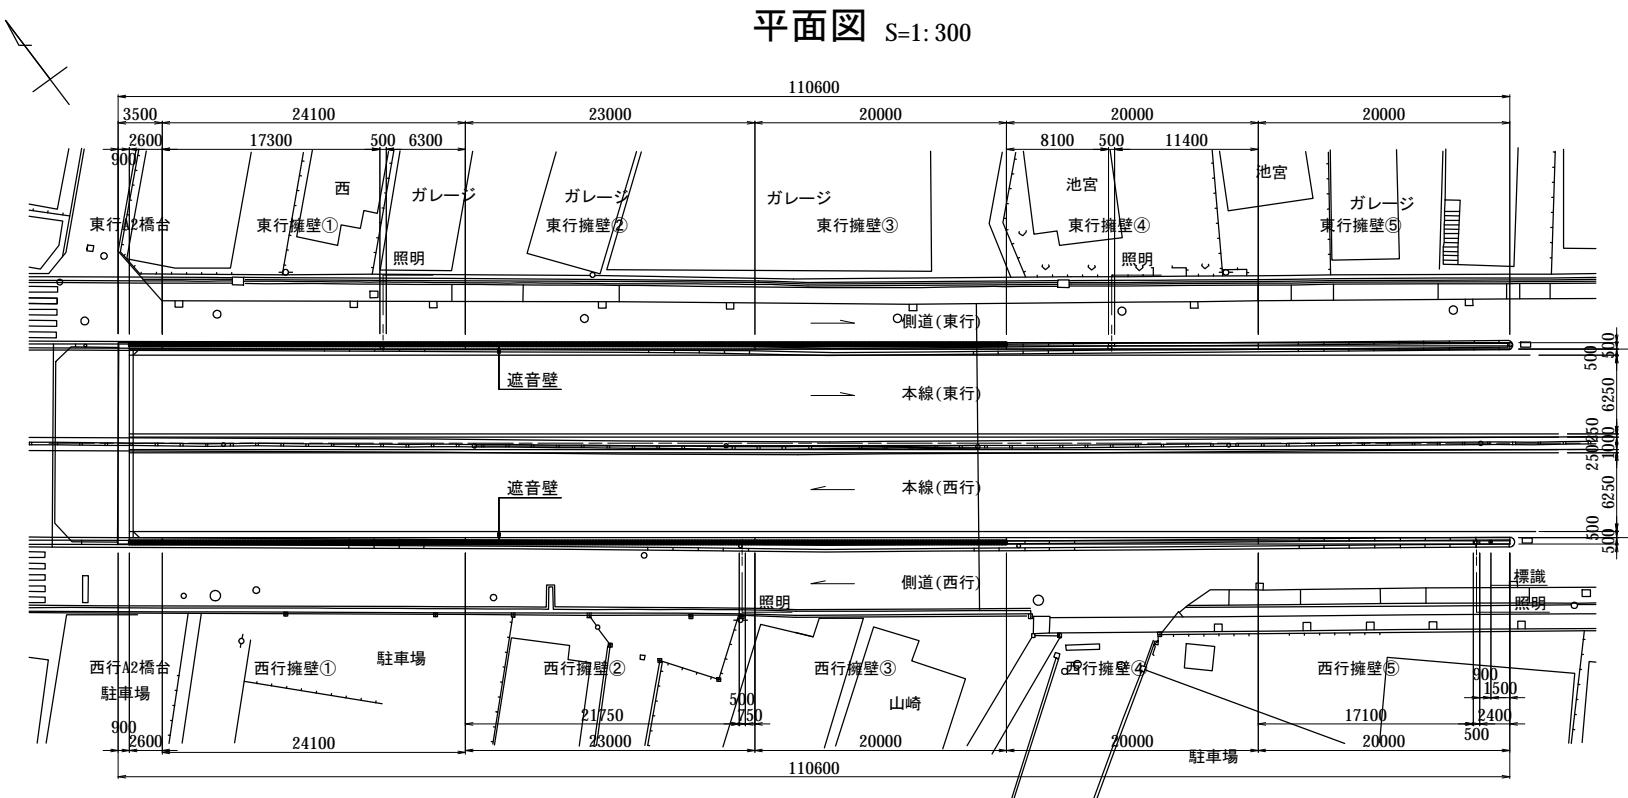 平面図 S=1:300
110600
3500 24100 23000 20000 20000 20000
2600 17300 500 6300 8100 500 11400
900
西 ガレージ ガレージ ガレージ 池宮 池宮 ガレージ
東行A2橋台 東行擁壁① 東行擁壁② 東行擁壁③ 東行擁壁④ 東行擁壁⑤
照明 照明
側道(東行)
500 500
遮音壁 本線(東行)
6250
250 1000 250
遮音壁 本線(西行)
6250
500 500
側道(西行) 標識
照明 照明
西行A2橋台 西行擁壁① 駐車場 西行擁壁② 西行擁壁③ 西行擁壁④ 西行擁壁⑤
駐車場 山崎
900
1500
500
21750 750 17100 2400
900 500
2600 24100 23000 20000 20000 20000
駐車場
110600